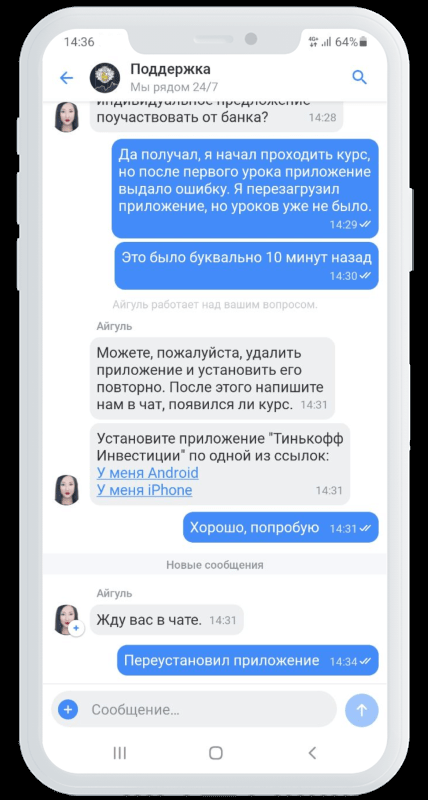 14:36
4G+
64%
Поддержка
Мы рядом 24/7
индивидуальное предложение
поучаствовать от банка? 14:28
Да получал, я начал проходить курс,
но после первого урока приложение
выдало ошибку. Я перезагрузил
приложение, но уроков уже не было.
14:29
Это было буквально 10 минут назад
14:30
Айгуль работает над вашим вопросом.
Айгуль
Можете, пожалуйста, удалить
приложение и установить его
повторно. После этого напишите
нам в чат, появился ли курс. 14:31
Установите приложение "Тинькофф
Инвестиции" по одной из ссылок:
У меня Android
У меня iPhone 14:31
Хорошо, попробую 14:31
Новые сообщения
Айгуль
Жду вас в чате. 14:31
Переустановил приложение 14:34
Сообщение...